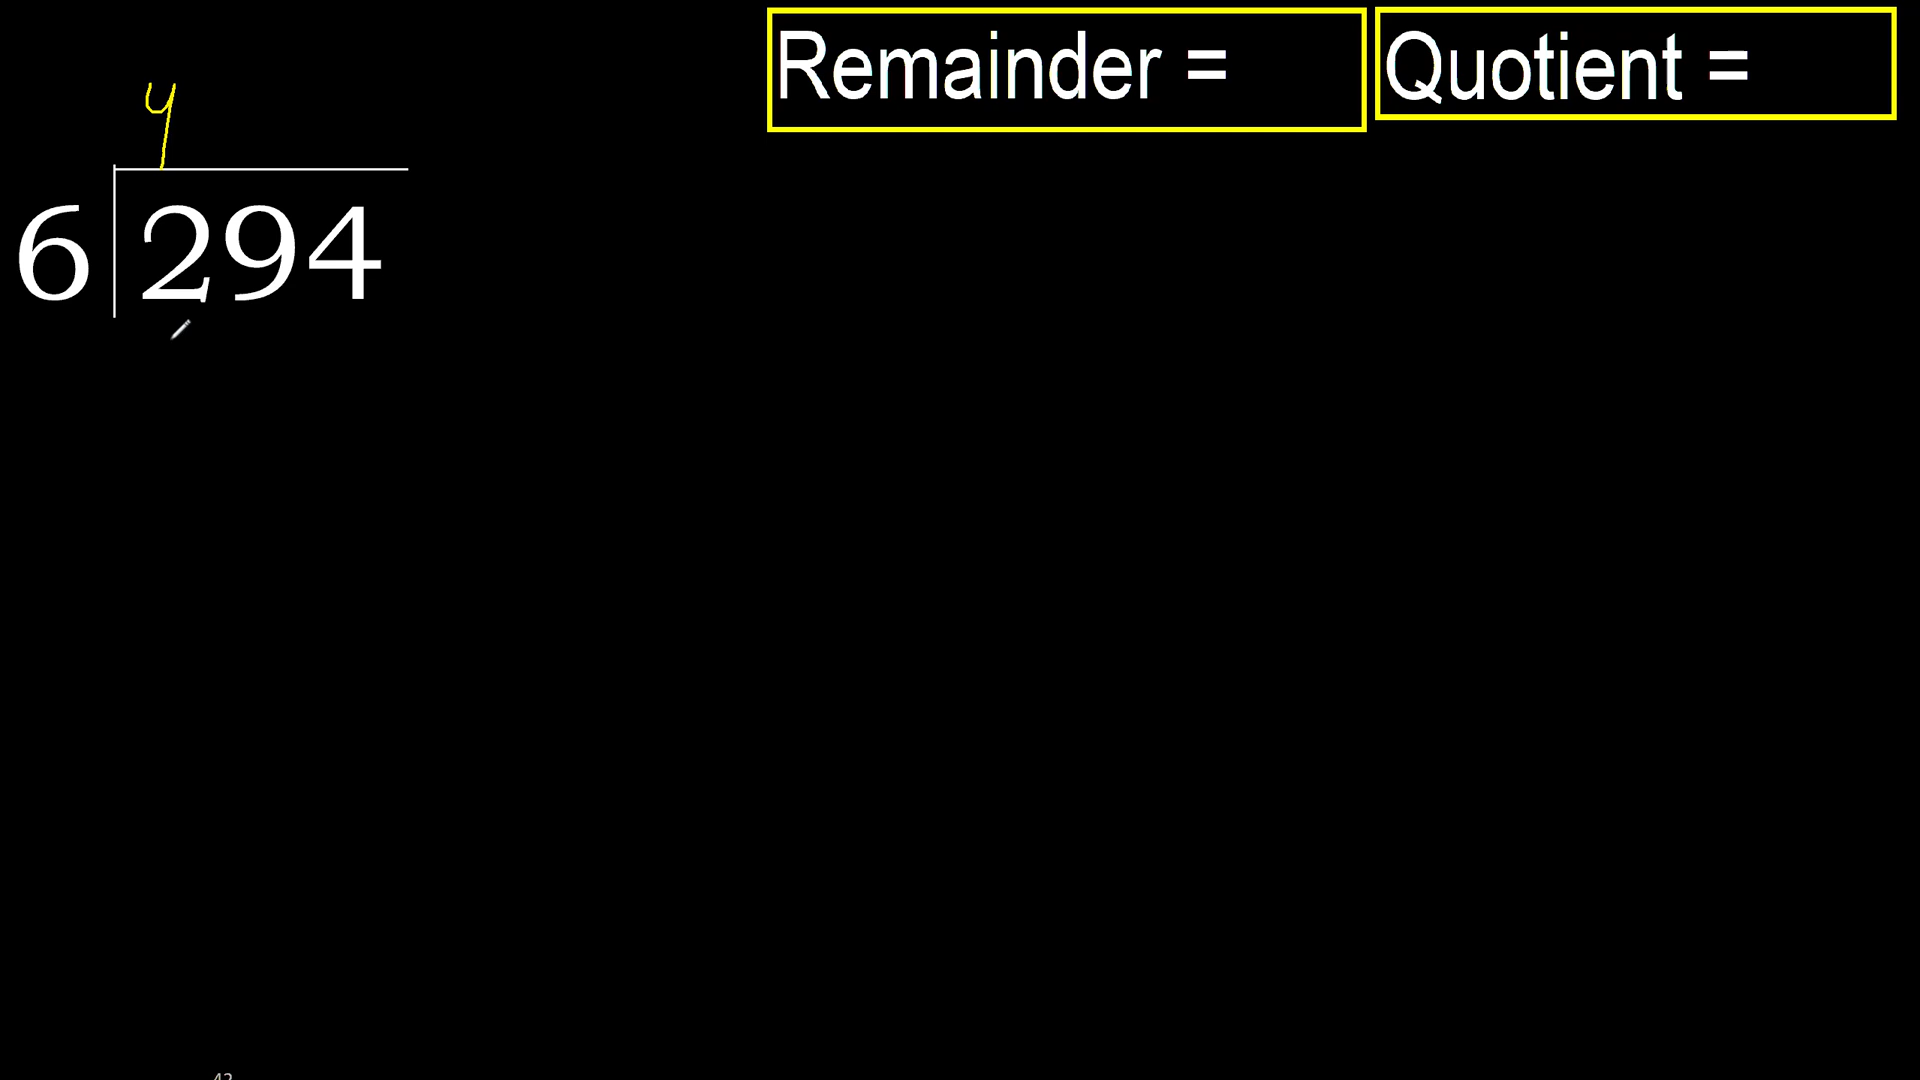 Remainder = Quotient =
4
6 294